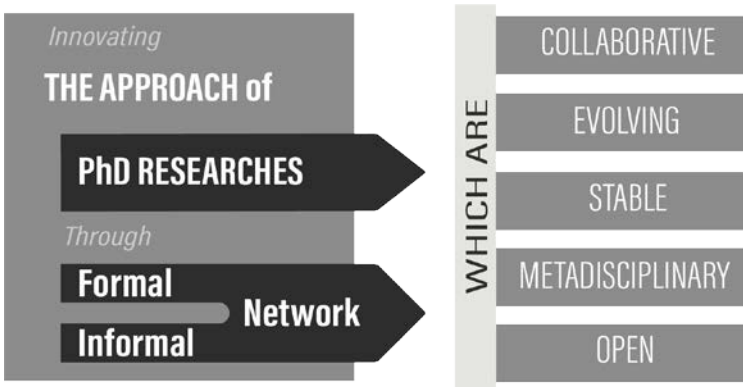 Innovating
THE APPROACH of
PhD RESEARCHES
Through
Formal
Network
Informal
WHICH ARE
COLLABORATIVE
EVOLVING
STABLE
METADISCIPLINARY
OPEN